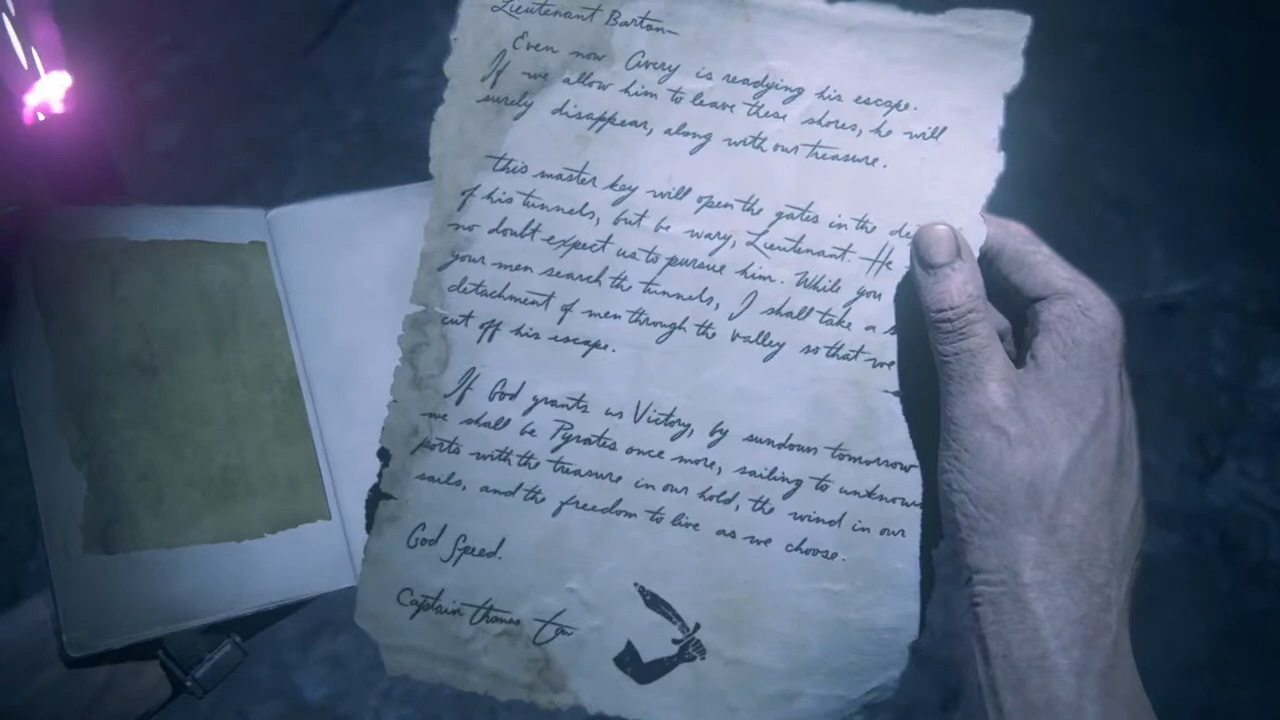 Lieutenant Barton—
Even now Avery is readying his escape.
If we allow him to leave these shores, he will
surely disappear, along with our treasure.
this master key will open the gates in the
of his tunnels, but be wary, Lieutenant. He
no doubt expect us to pursue him. While you
your men search the tunnels, I shall take a
detachment of men through the valley so that we
cut off his escape.
If God grants us Victory, by sundown tomorrow
we shall be Pyrates once more, sailing to unknown
ports with the treasure in our hold, the wind in our
sails, and the freedom to live as we choose.
God Speed.
Captain Thomas Tew